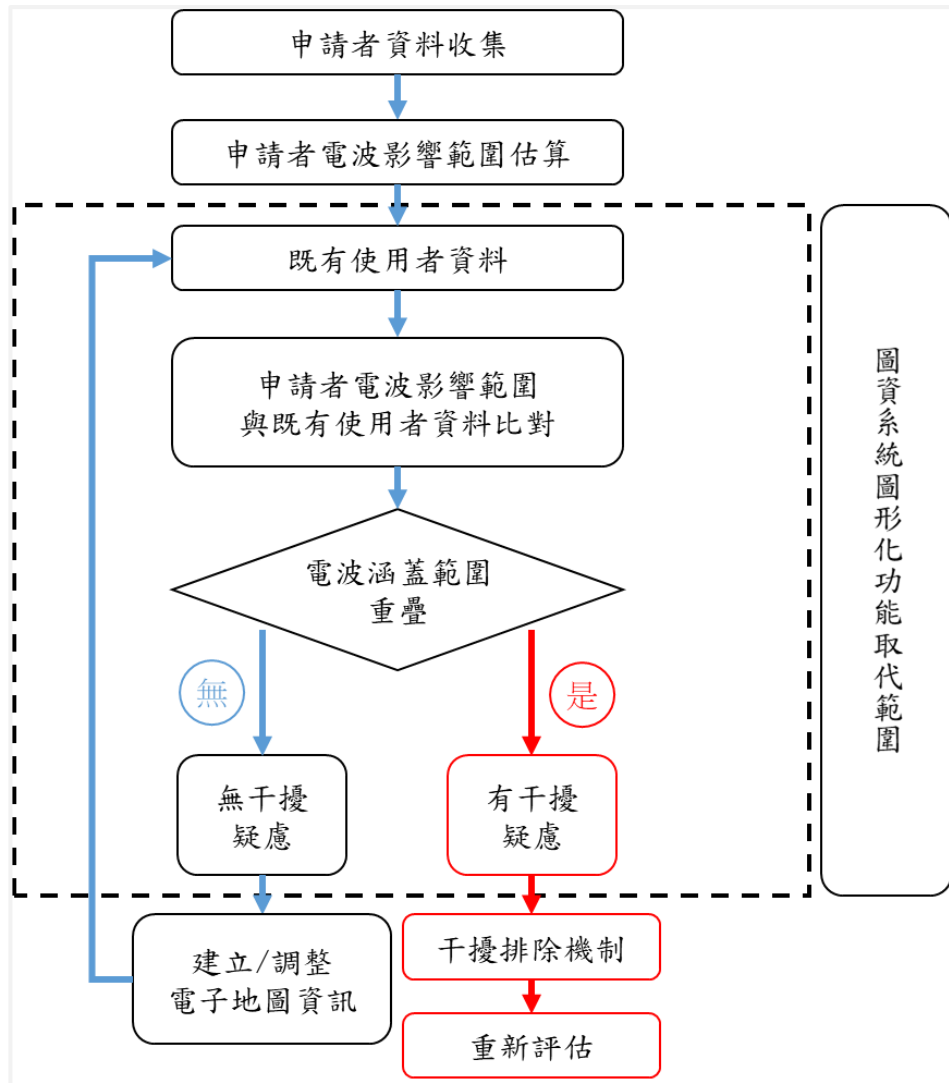 申請者資料收集
申請者電波影響範圍估算
既有使用者資料
申請者電波影響範圍
與既有使用者資料比對
電波涵蓋範圍
重疊
無
是
無干擾
疑慮
有干擾
疑慮
建立/調整
電子地圖資訊
干擾排除機制
重新評估
圖資系統圖形化功能取代範圍